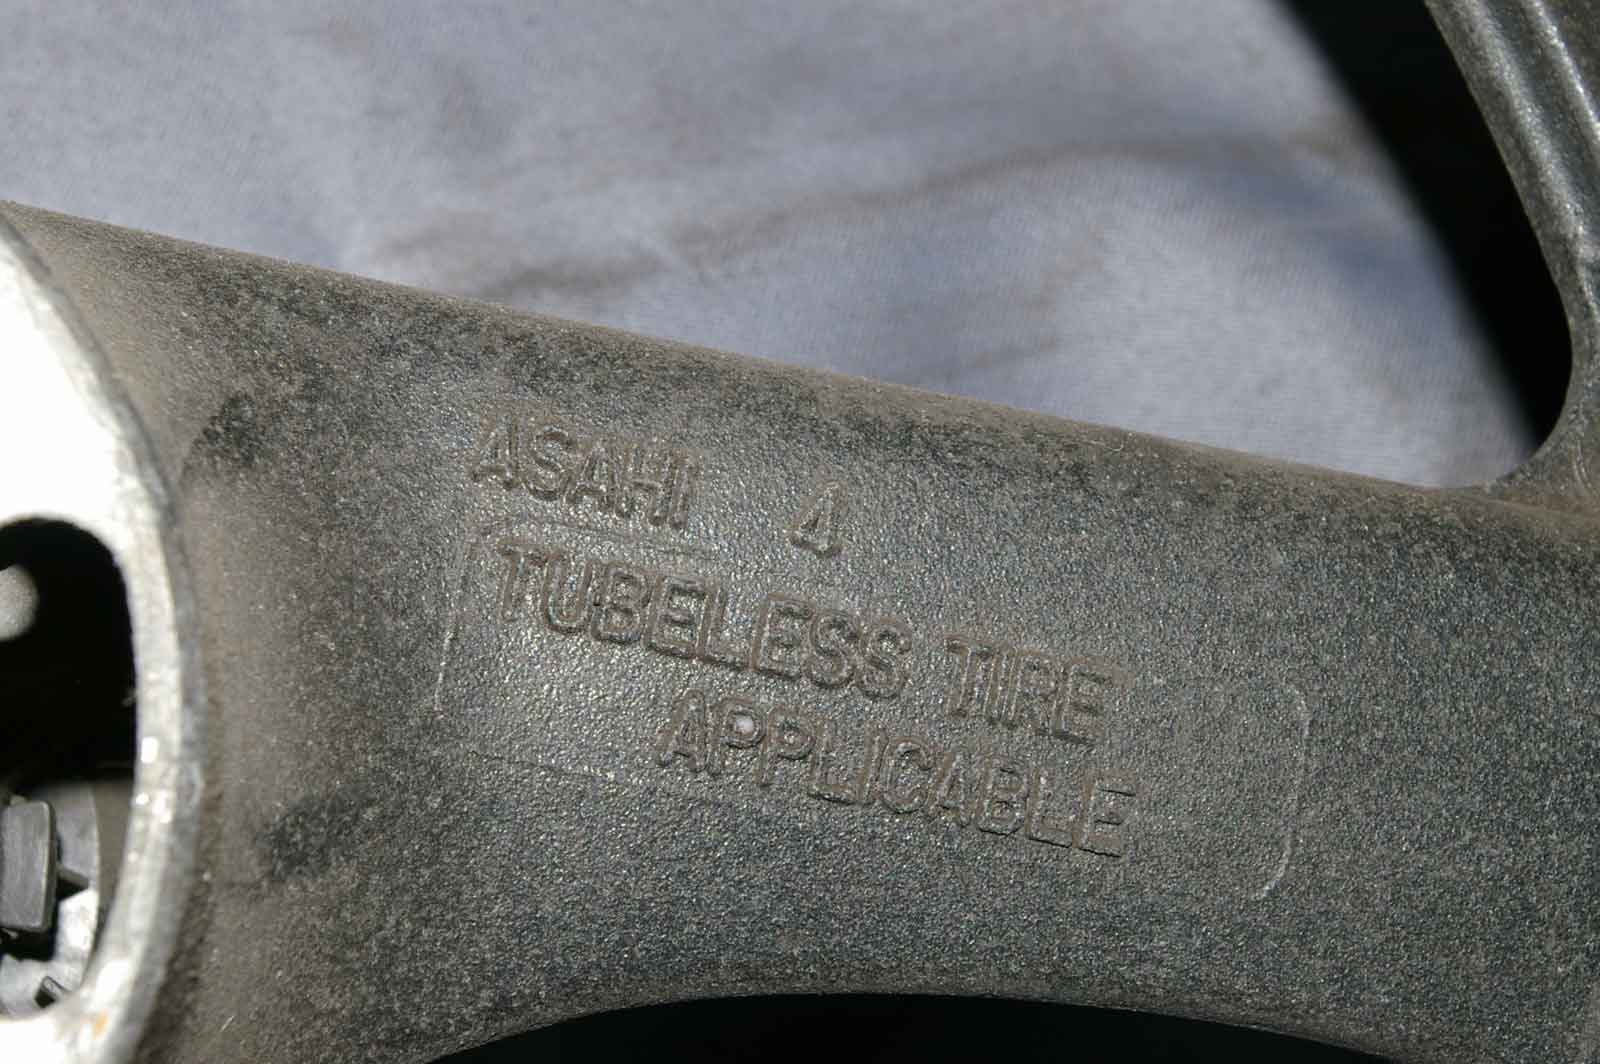 ASAHI 4
TUBELESS TIRE
APPLICABLE